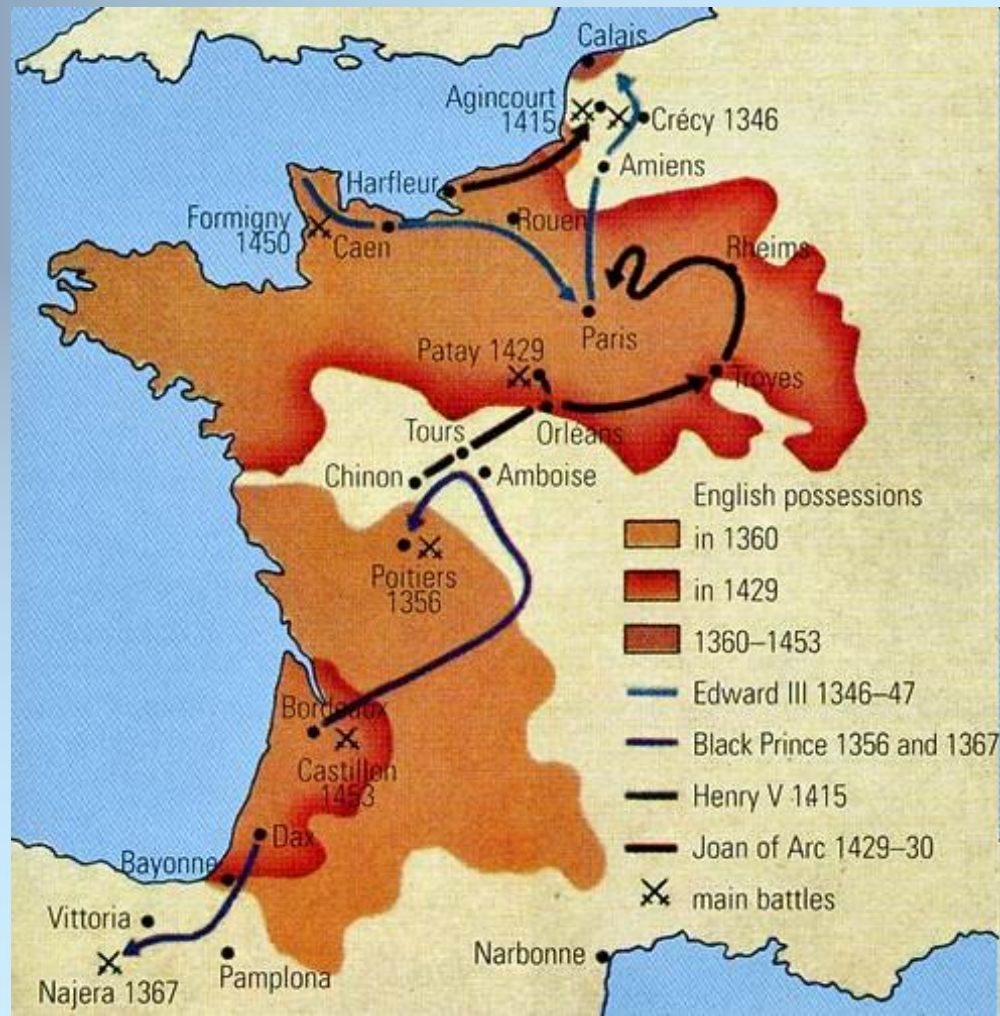 Calais
Agincourt
1415
Crécy 1346
Amiens
Harfleur
Rouen
Formigny
1450
Caen
Rheims
Paris
Patay 1429
Troyes
Tours
Orléans
Chinon
Amboise
Poitiers
1356
Bordeaux
Castillon
1453
Dax
Bayonne
Vittoria
Najera 1367
Pamplona
Narbonne
English possessions
in 1360
in 1429
1360–1453
Edward III 1346–47
Black Prince 1356 and 1367
Henry V 1415
Joan of Arc 1429–30
main battles